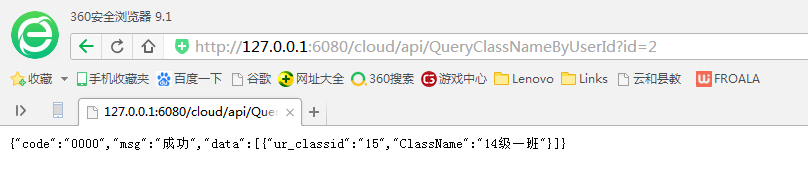 360安全浏览器 9.1
http://127.0.0.1:6080/cloud/api/QueryClassNameByUserId?id=2
收藏 手机收藏夹 百度一下 谷歌 网址大全 360搜索 游戏中心 Lenovo Links 云和县教 FROALA
127.0.0.1:6080/cloud/api/Que
{"code":"0000","msg":"成功","data":[{"ur_classid":"15","ClassName":"14级一班"}]}